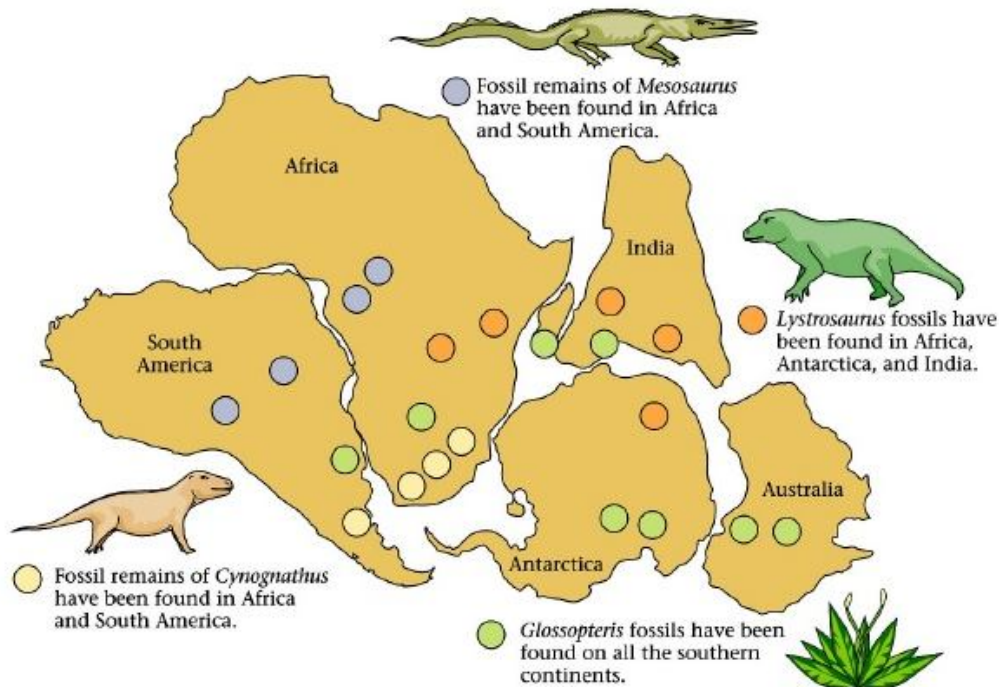 Fossil remains of Mesosaurus
have been found in Africa
and South America.
Africa
India
South
America
Lystrosaurus fossils have
been found in Africa,
Antarctica, and India.
Australia
Antarctica
Fossil remains of Cynognathus
have been found in Africa
and South America.
Glossopteris fossils have been
found on all the southern
continents.